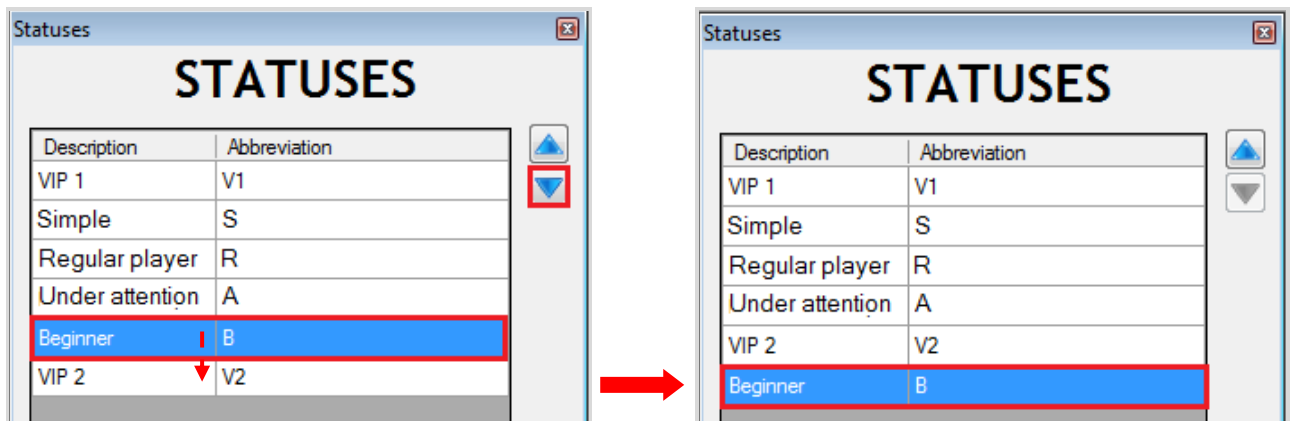 Statuses
STATUSES
Description Abbreviation
VIP 1 V1
Simple S
Regular player R
Under attention A
Beginner B
VIP 2 V2
Statuses
STATUSES
Description Abbreviation
VIP 1 V1
Simple S
Regular player R
Under attention A
VIP 2 V2
Beginner B